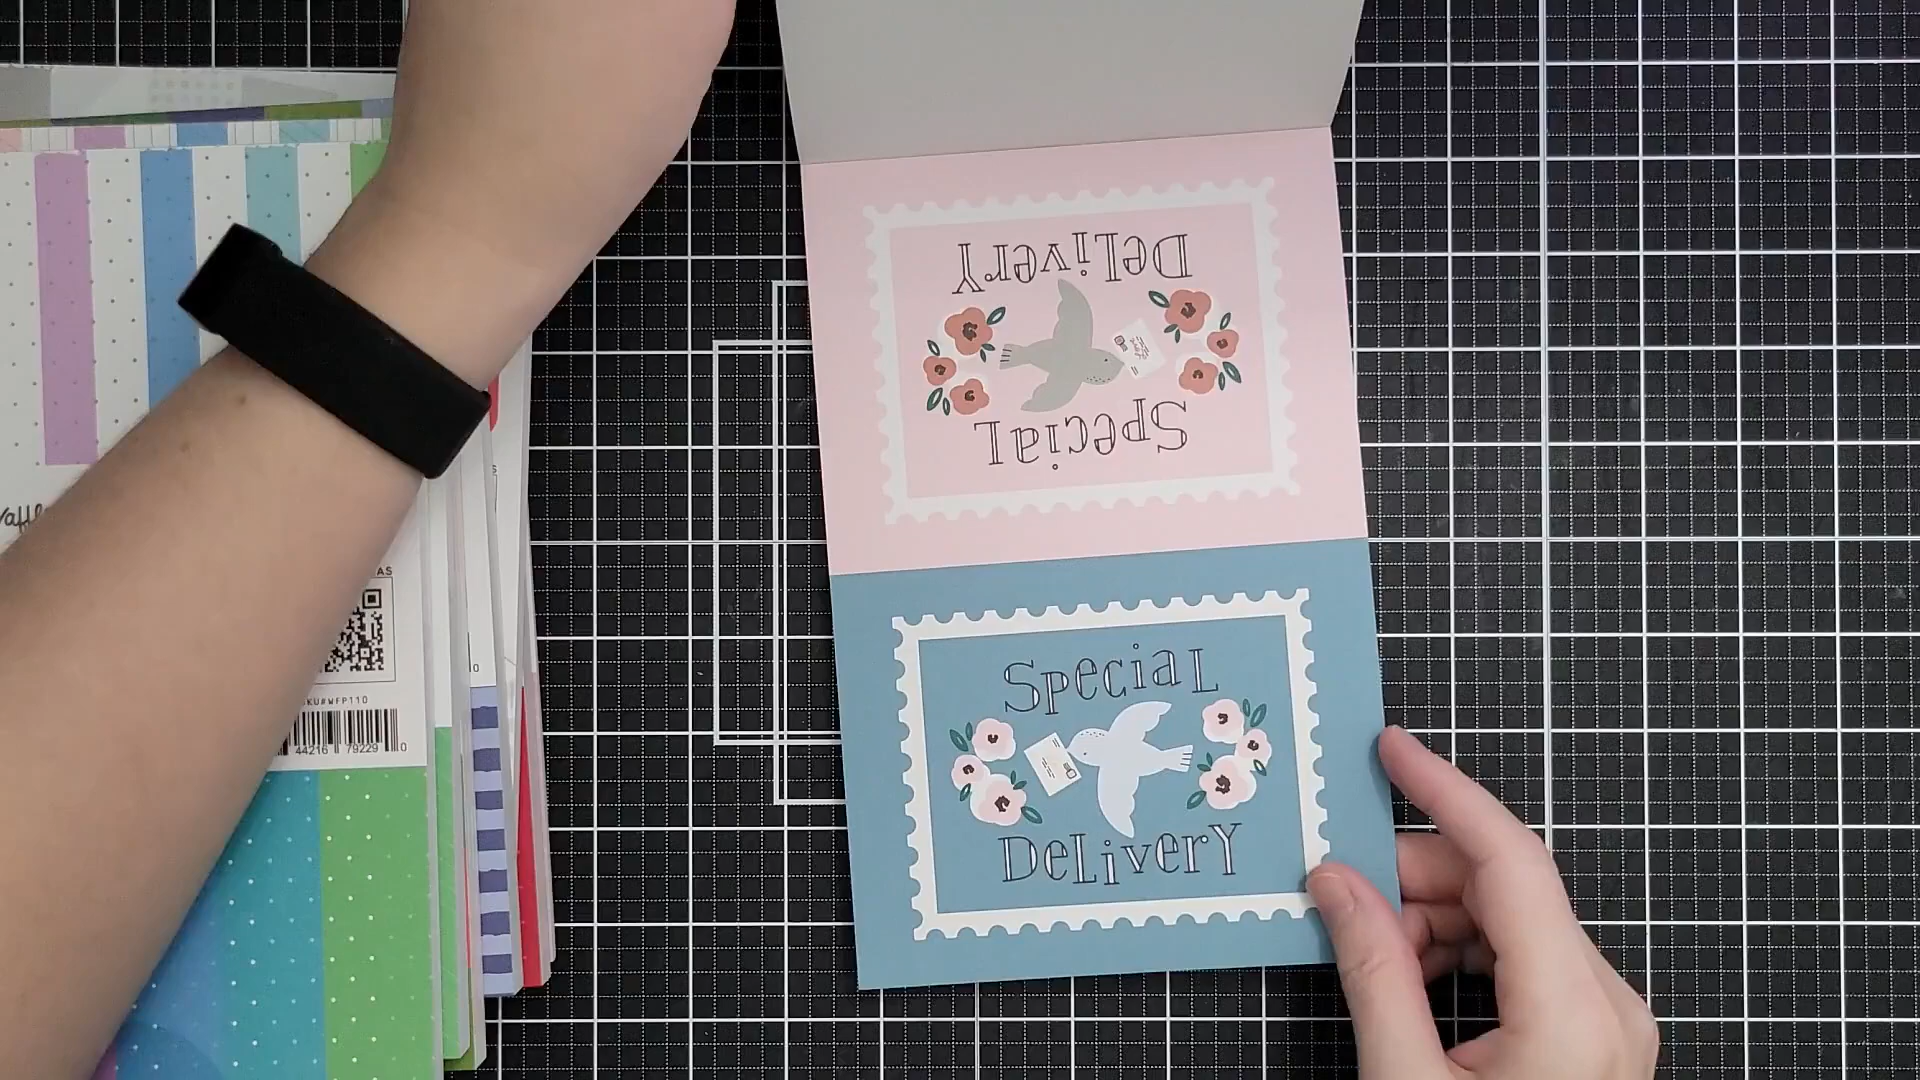 Delivery
Special
Special
Delivery
SKU#WFP110
44216 79229 0